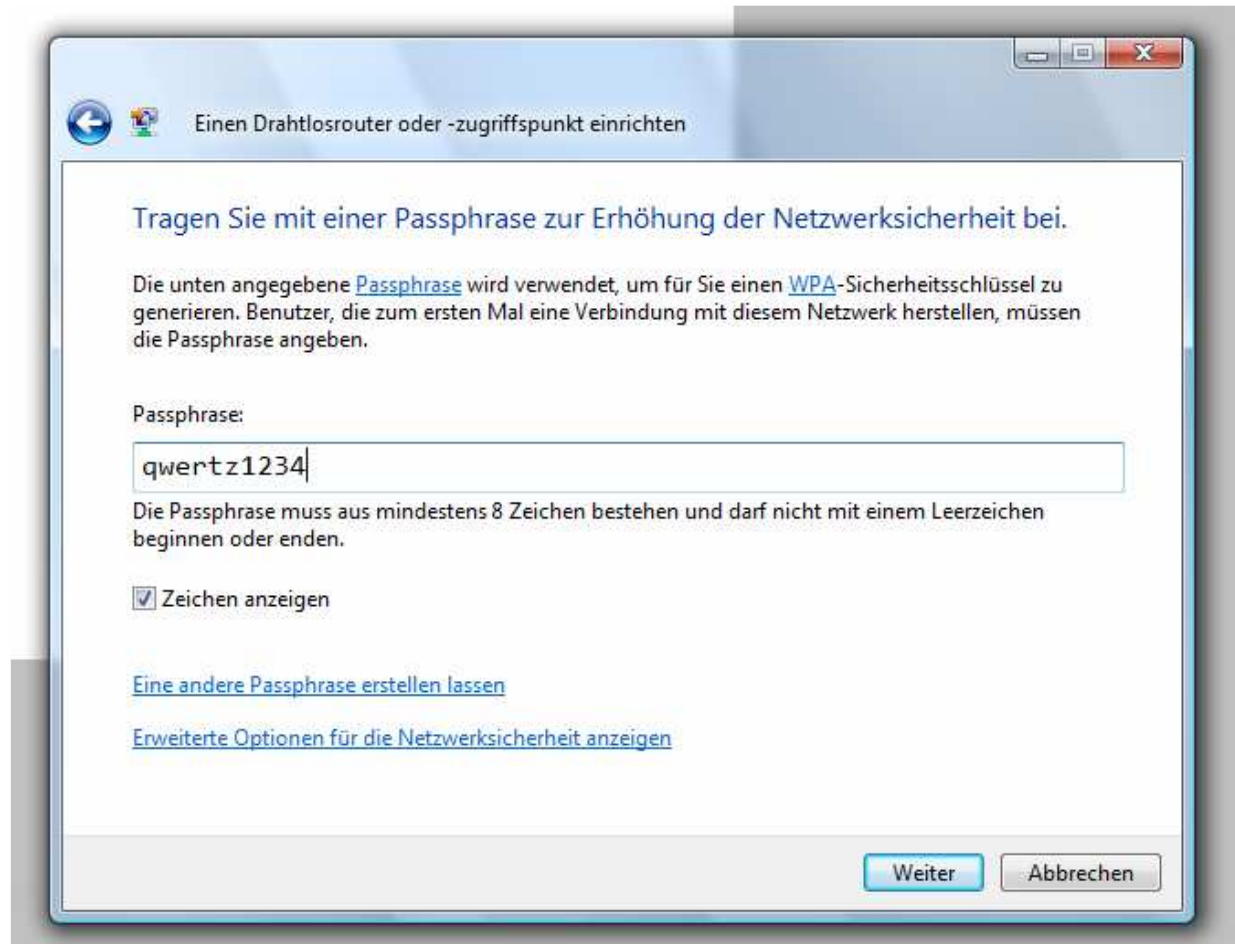 Einen Drahtlosrouter oder -zugriffspunkt einrichten
Tragen Sie mit einer Passphrase zur Erhöhung der Netzwerksicherheit bei.
Die unten angegebene Passphrase wird verwendet, um für Sie einen WPA-Sicherheitsschlüssel zu
generieren. Benutzer, die zum ersten Mal eine Verbindung mit diesem Netzwerk herstellen, müssen
die Passphrase angeben.
Passphrase:
qwertz1234
Die Passphrase muss aus mindestens 8 Zeichen bestehen und darf nicht mit einem Leerzeichen
beginnen oder enden.
Zeichen anzeigen
Eine andere Passphrase erstellen lassen
Erweiterte Optionen für die Netzwerksicherheit anzeigen
Weiter Abbrechen